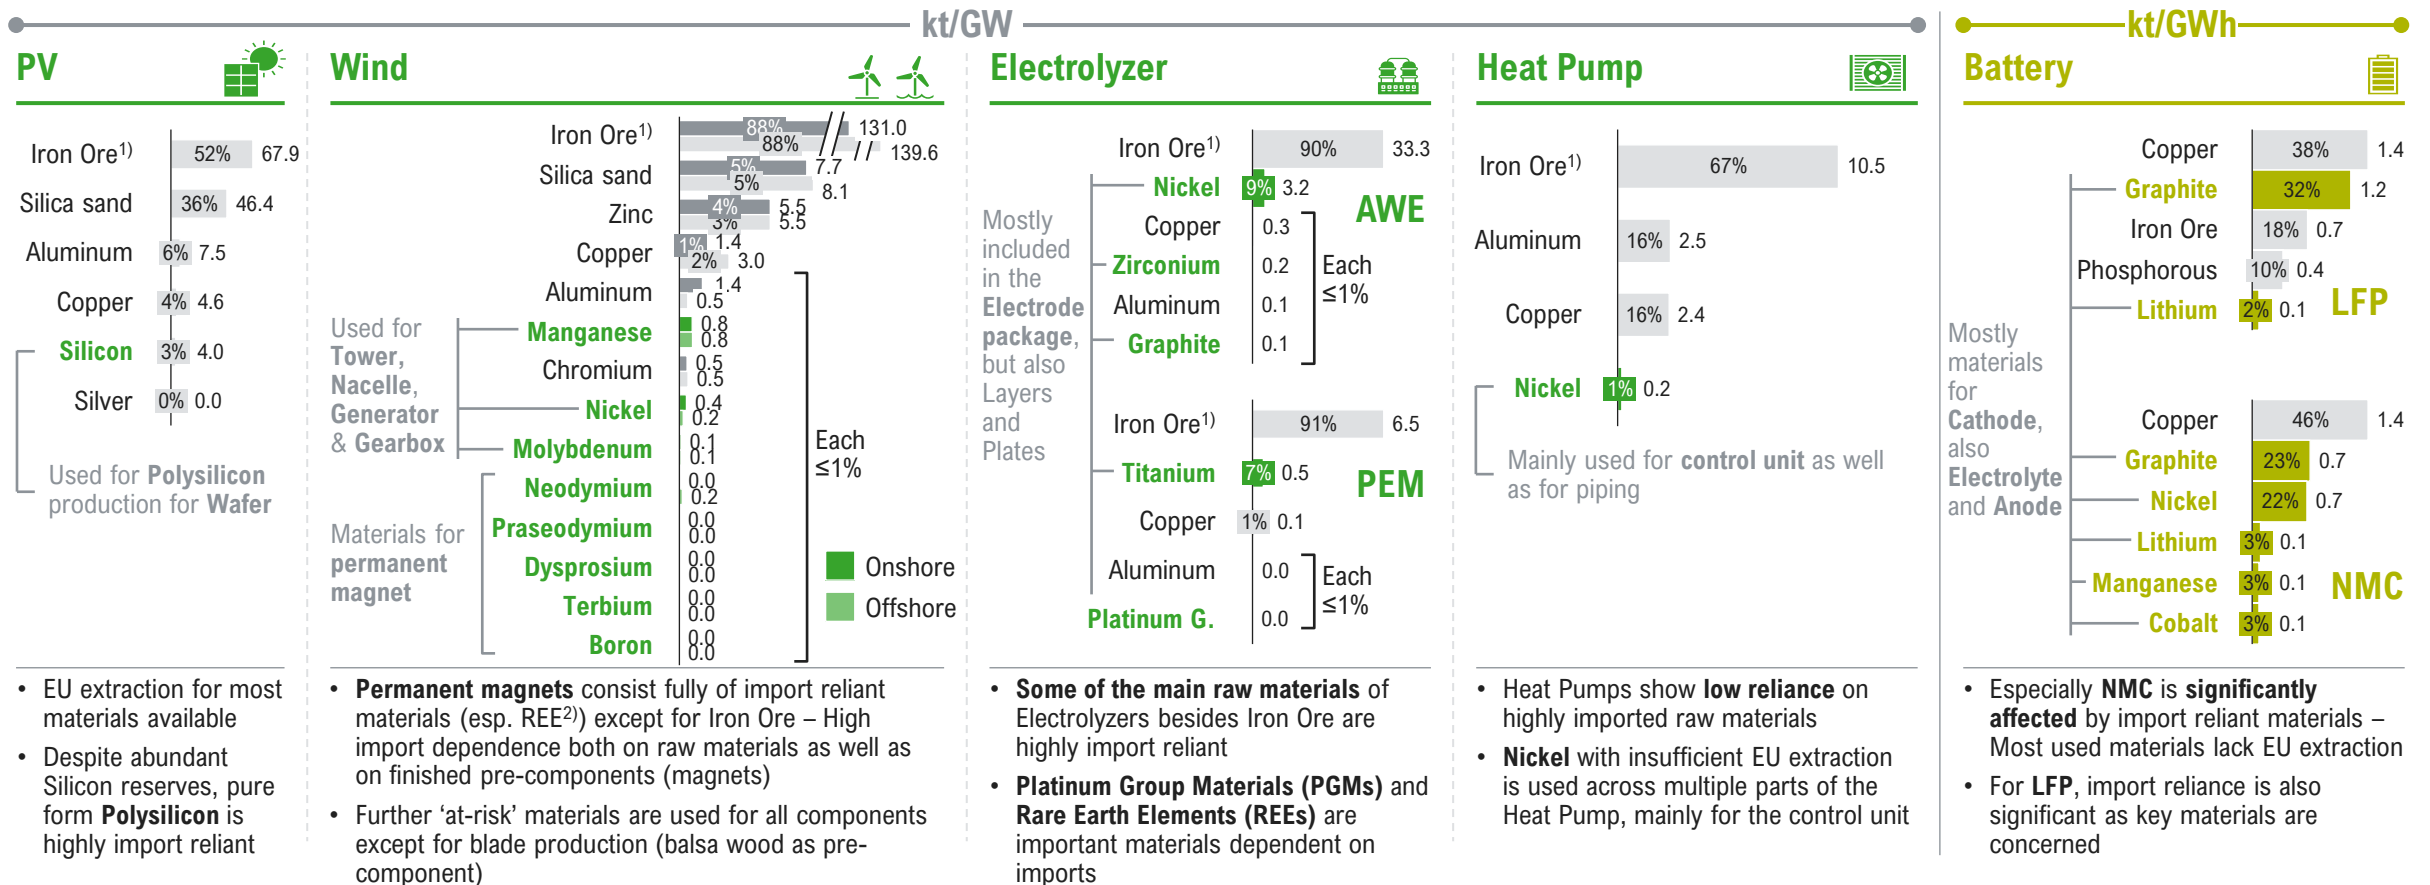 kt/GW
kt/GWh
PV
Iron Ore1) 52% 67.9
Silica sand 36% 46.4
Aluminum 6% 7.5
Copper 4% 4.6
Silicon 3% 4.0
Silver 0% 0.0
Used for Polysilicon
production for Wafer
• EU extraction for most
materials available
• Despite abundant
Silicon reserves, pure
form Polysilicon is
highly import reliant
Wind
Iron Ore1) 88% 131.0
88% 139.6
Silica sand 5% 7.7
5% 8.1
Zinc 4% 5.5
3% 5.5
Copper 1% 1.4
2% 3.0
Aluminum 1.4
0.5
Manganese 0.8
0.8
Chromium 0.5
0.5
Nickel 0.4
0.2
Molybdenum 0.1
0.1
Neodymium 0.0
0.2
Praseodymium 0.0
0.0
Dysprosium 0.0
0.0
Terbium 0.0
0.0
Boron 0.0
0.0
Used for
Tower,
Nacelle,
Generator
& Gearbox
Materials for
permanent
magnet
Each
≤1%
Onshore
Offshore
• Permanent magnets consist fully of import reliant
materials (esp. REE2)) except for Iron Ore – High
import dependence both on raw materials as well as
on finished pre-components (magnets)
• Further ‘at-risk’ materials are used for all components
except for blade production (balsa wood as pre-
component)
Electrolyzer
Iron Ore1) 90% 33.3
Nickel 9% 3.2
Copper 0.3
Zirconium 0.2
Aluminum 0.1
Graphite 0.1
Each
≤1%
AWE
Mostly
included
in the
Electrode
package,
but also
Layers
and
Plates
Iron Ore1) 91% 6.5
Titanium 7% 0.5
Copper 1% 0.1
Aluminum 0.0
Platinum G. 0.0
Each
≤1%
PEM
• Some of the main raw materials of
Electrolyzers besides Iron Ore are
highly import reliant
• Platinum Group Materials (PGMs) and
Rare Earth Elements (REEs) are
important materials dependent on
imports
Heat Pump
Iron Ore1) 67% 10.5
Aluminum 16% 2.5
Copper 16% 2.4
Nickel 1% 0.2
Mainly used for control unit as well
as for piping
• Heat Pumps show low reliance on
highly imported raw materials
• Nickel with insufficient EU extraction
is used across multiple parts of the
Heat Pump, mainly for the control unit
Battery
Copper 38% 1.4
Graphite 32% 1.2
Iron Ore 18% 0.7
Phosphorous 10% 0.4
Lithium 2% 0.1
LFP
Mostly
materials
for
Cathode,
also
Electrolyte
and Anode
Copper 46% 1.4
Graphite 23% 0.7
Nickel 22% 0.7
Lithium 3% 0.1
Manganese 3% 0.1
Cobalt 3% 0.1
NMC
• Especially NMC is significantly
affected by import reliant materials –
Most used materials lack EU extraction
• For LFP, import reliance is also
significant as key materials are
concerned